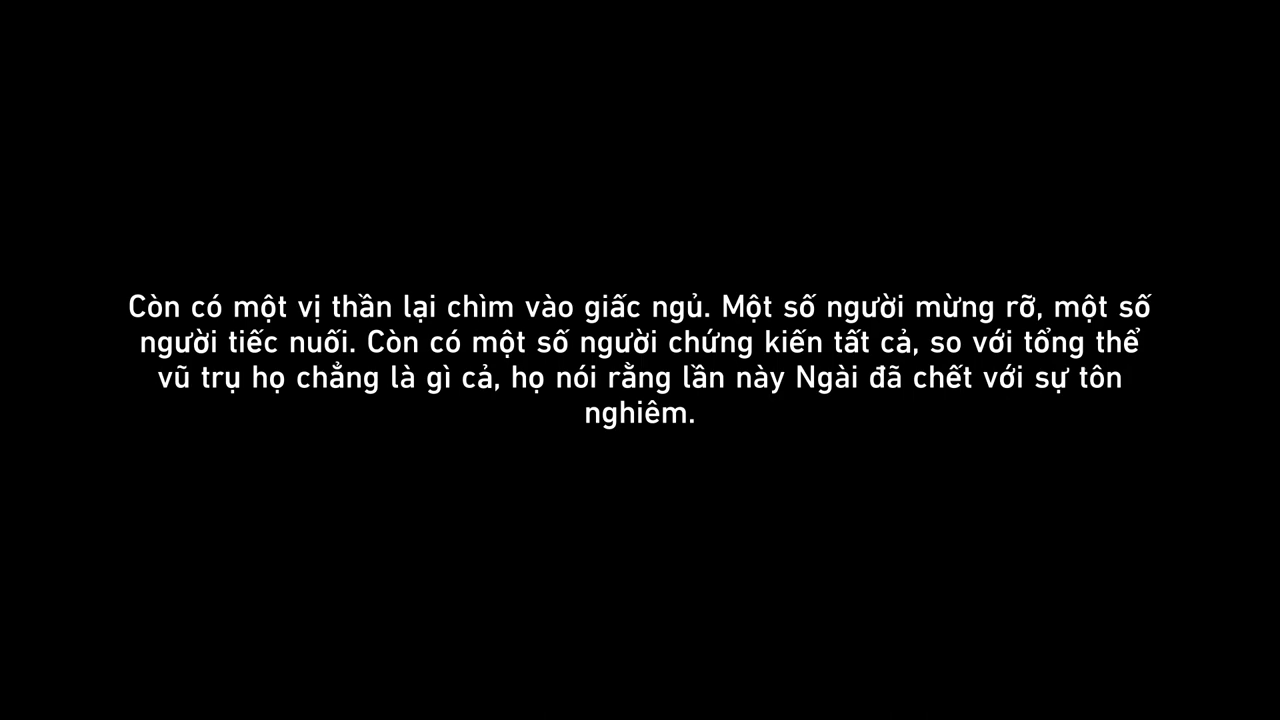 Còn có một vị thần lại chìm vào giấc ngủ. Một số người mừng rỡ, một số
người tiếc nuối. Còn có một số người chứng kiến tất cả, so với tổng thể
vũ trụ họ chẳng là gì cả, họ nói rằng lần này Ngài đã chết với sự tôn
nghiêm.